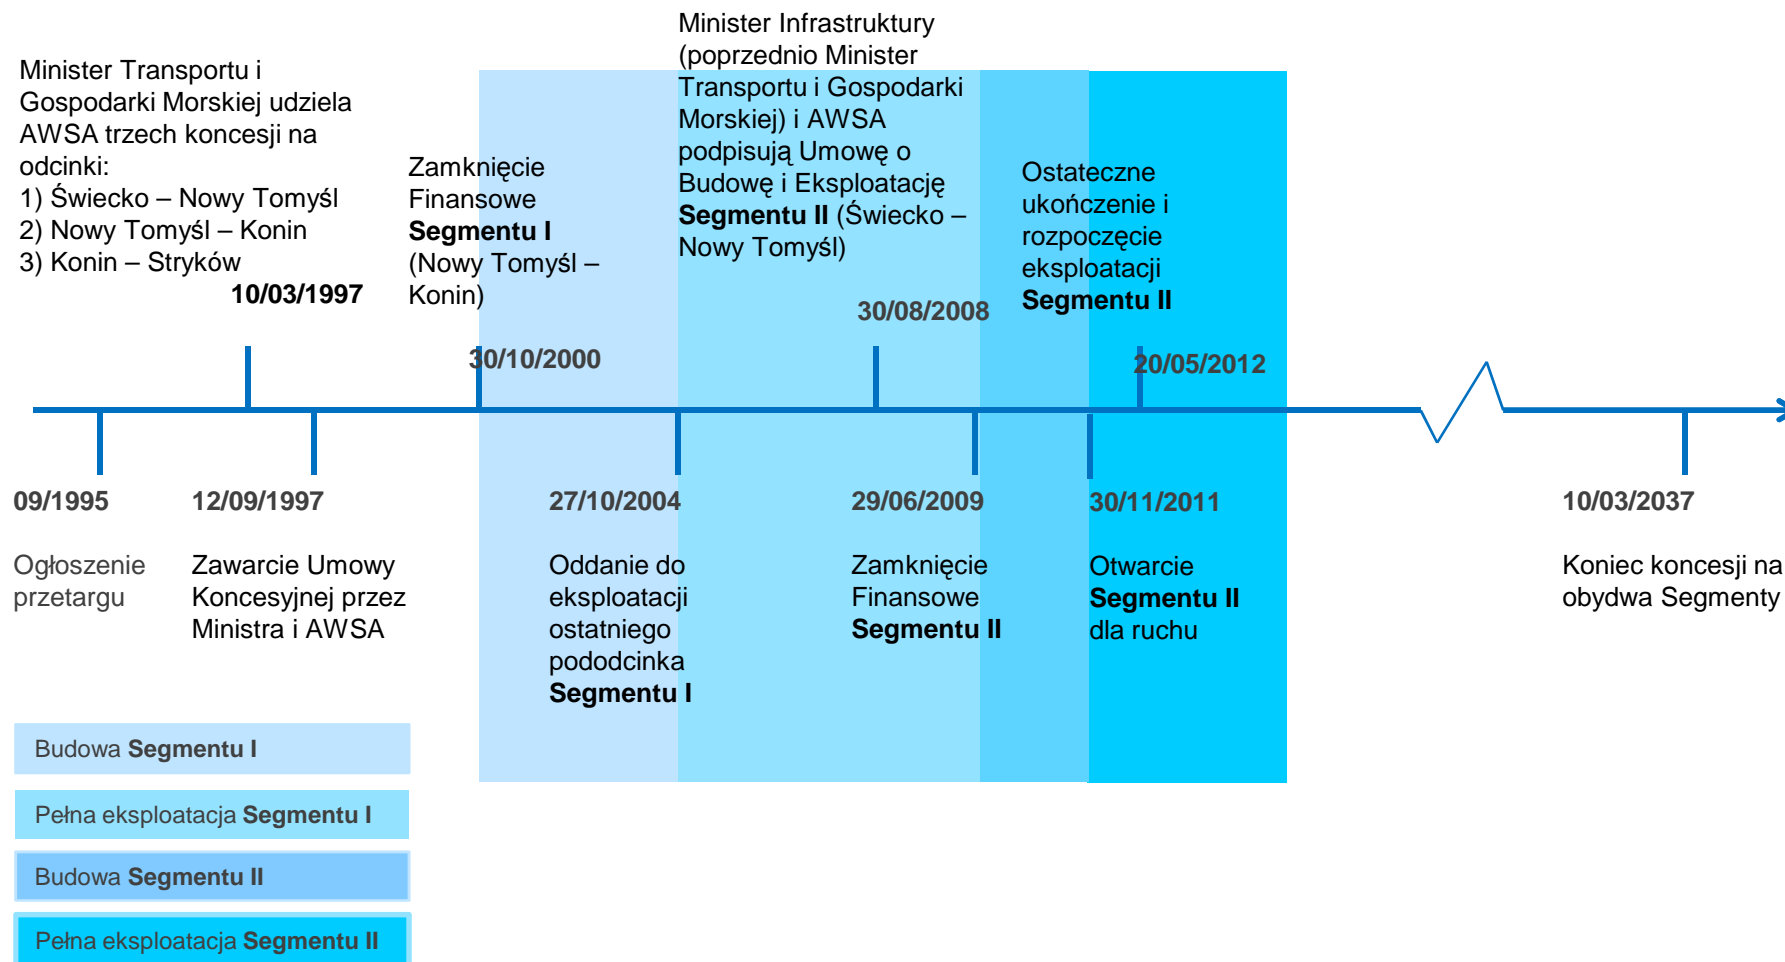 Minister Transportu i
Gospodarki Morskiej udziela
AWSA trzech koncesji na
odcinki:
1) Świecko – Nowy Tomyśl
2) Nowy Tomyśl – Konin
3) Konin – Stryków
10/03/1997
Zamknięcie
Finansowe
Segmentu I
(Nowy Tomyśl –
Konin)
30/10/2000
Minister Infrastruktury
(poprzednio Minister
Transportu i Gospodarki
Morskiej) i AWSA
podpisują Umowę o
Budowę i Eksploatację
Segmentu II (Świecko –
Nowy Tomyśl)
30/08/2008
Ostateczne
ukończenie i
rozpoczęcie
eksploatacji
Segmentu II
20/05/2012
09/1995
Ogłoszenie
przetargu
12/09/1997
Zawarcie Umowy
Koncesyjnej przez
Ministra i AWSA
27/10/2004
Oddanie do
eksploatacji
ostatniego
pododcinka
Segmentu I
29/06/2009
Zamknięcie
Finansowe
Segmentu II
30/11/2011
Otwarcie
Segmentu II
dla ruchu
10/03/2037
Koniec koncesji na
obydwa Segmenty
Budowa Segmentu I
Pełna eksploatacja Segmentu I
Budowa Segmentu II
Pełna eksploatacja Segmentu II